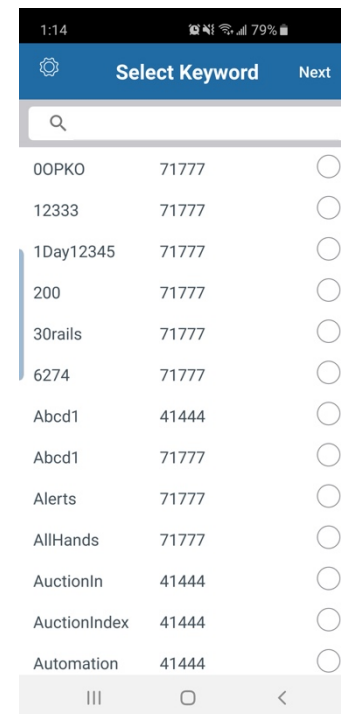 1:14 79%
Select Keyword Next
0OPKO 71777
12333 71777
1Day12345 71777
200 71777
30rails 71777
6274 71777
Abcd1 41444
Abcd1 71777
Alerts 71777
AllHands 71777
AuctionIn 41444
AuctionIndex 41444
Automation 41444